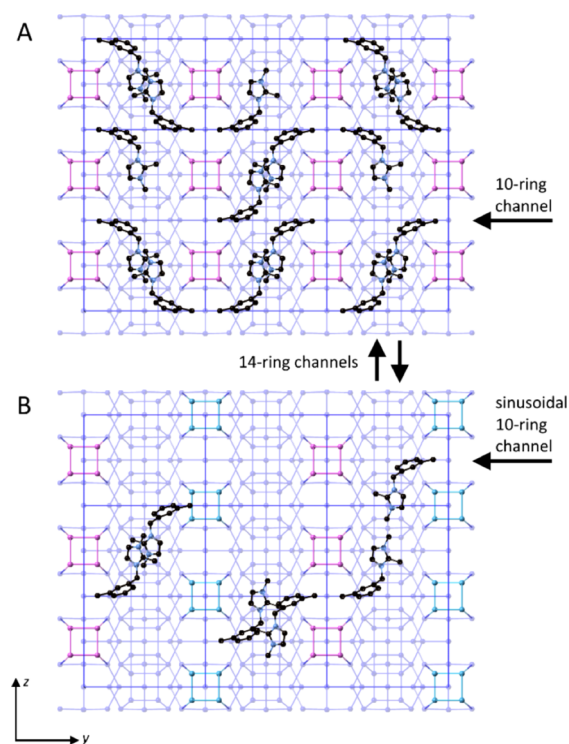 A
10-ring
channel
14-ring channels
B
sinusoidal
10-ring
channel
z
y